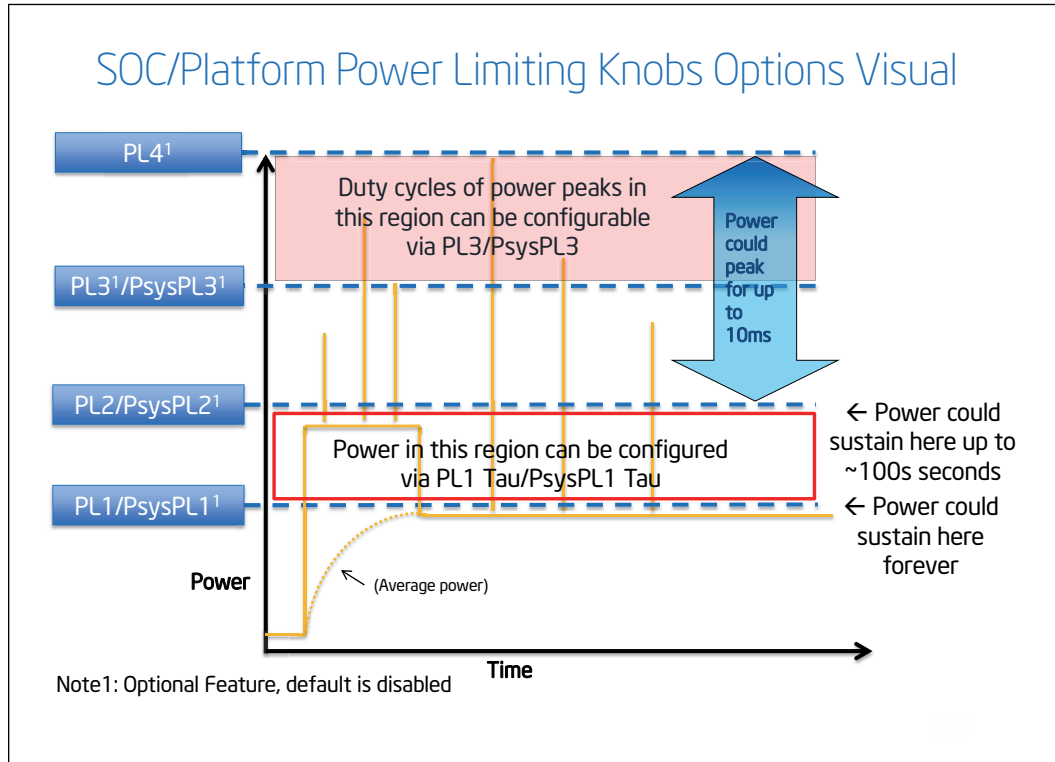 SOC/Platform Power Limiting Knobs Options Visual
PL4¹
Duty cycles of power peaks in
this region can be configurable
via PL3/PsysPL3
Power
could
peak
for up
to
10ms
PL3¹/PsysPL3¹
PL2/PsysPL2¹
← Power could
sustain here up to
~100s seconds
Power in this region can be configured
via PL1 Tau/PsysPL1 Tau
PL1/PsysPL1¹
← Power could
sustain here
forever
Power
(Average power)
Time
Note1: Optional Feature, default is disabled